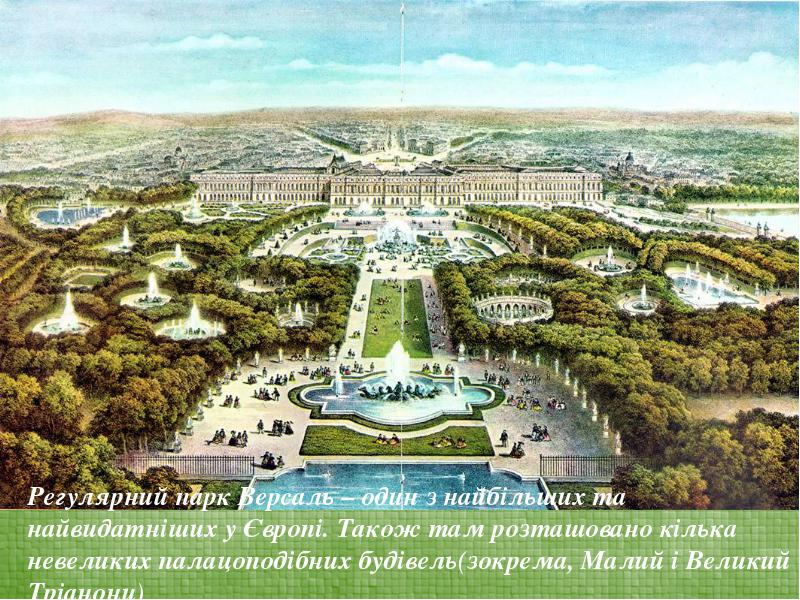 Регулярний парк Версаль – один з найбільших та
найвидатніших у Європі. Також там розташовано кілька
невеликих палацоподібних будівель(зокрема, Малий і Великий
Тріанони)